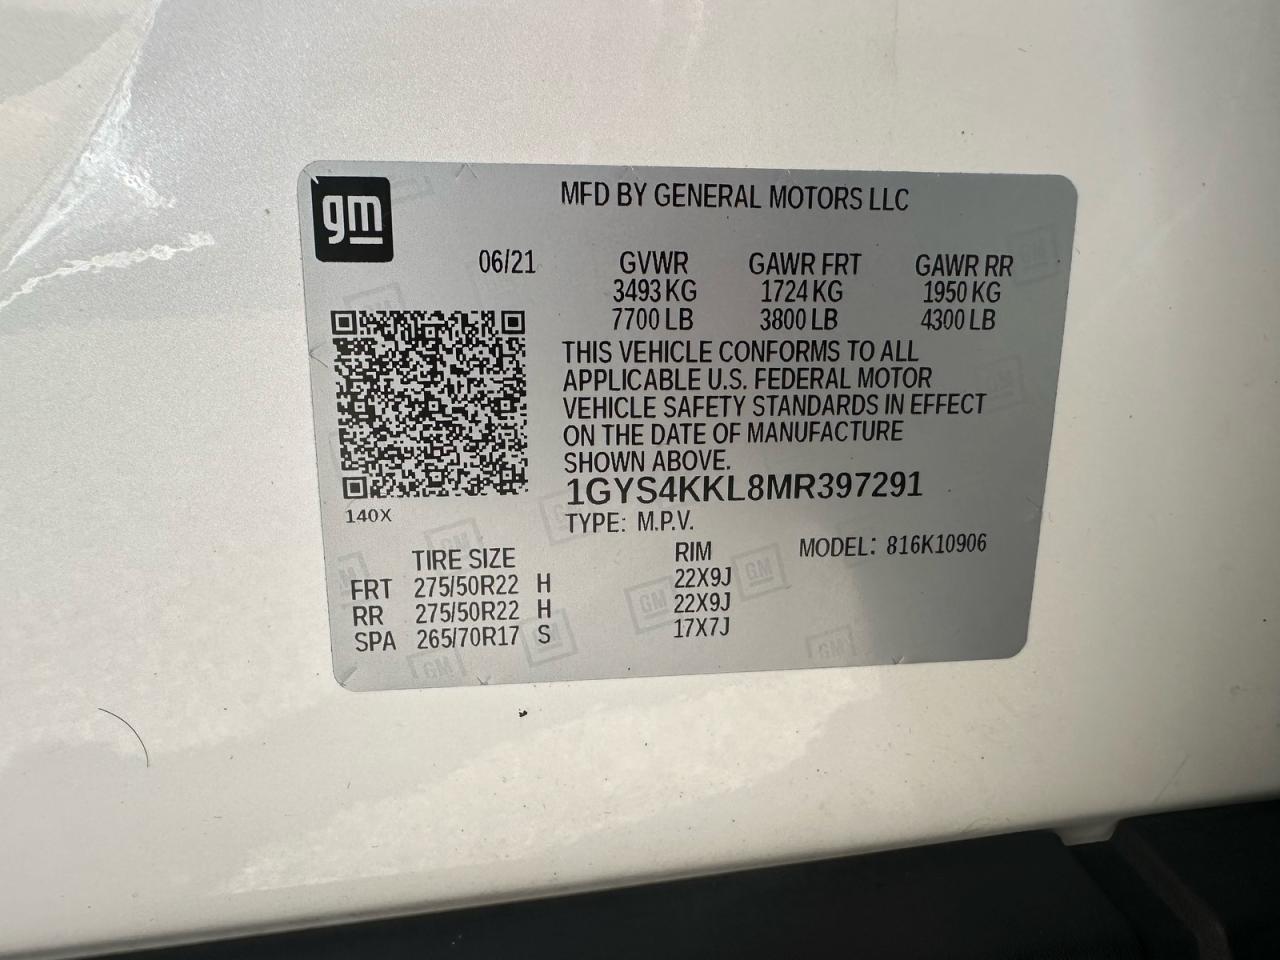 gm
MFD BY GENERAL MOTORS LLC
06/21 GVWR GAWR FRT GAWR RR
3493 KG 1724 KG 1950 KG
7700 LB 3800 LB 4300 LB
THIS VEHICLE CONFORMS TO ALL
APPLICABLE U.S. FEDERAL MOTOR
VEHICLE SAFETY STANDARDS IN EFFECT
ON THE DATE OF MANUFACTURE
SHOWN ABOVE.
1GYS4KKL8MR397291
140X
TYPE: M.P.V.
MODEL: 816K10906
TIRE SIZE RIM
FRT 275/50R22 H 22X9J
RR 275/50R22 H 22X9J
SPA 265/70R17 S 17X7J